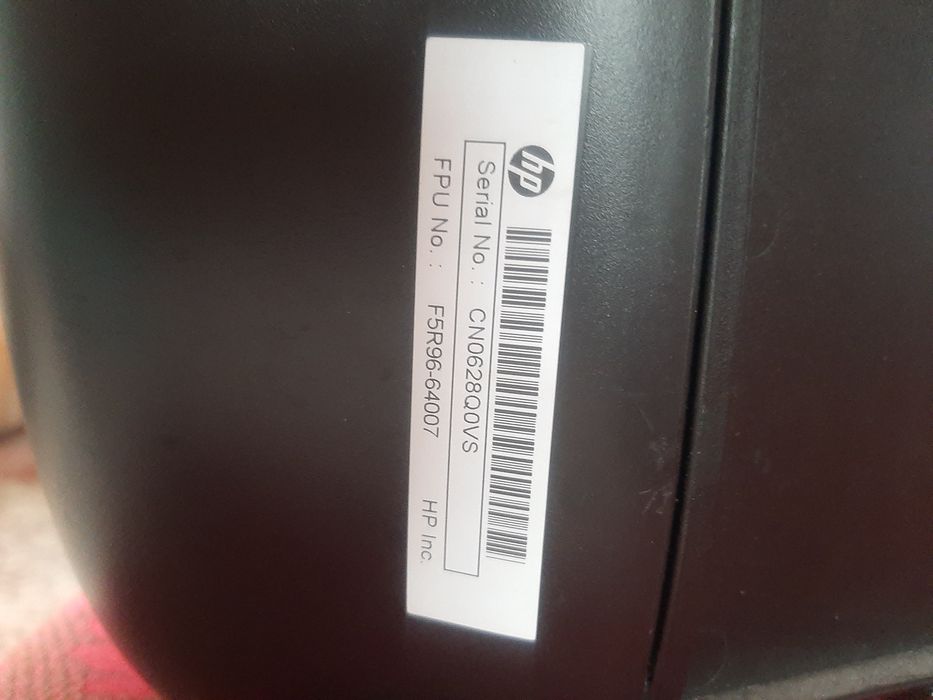 hp
Serial No. : CN0628Q0VS
FPU No. : F5R96-64007 HP Inc.